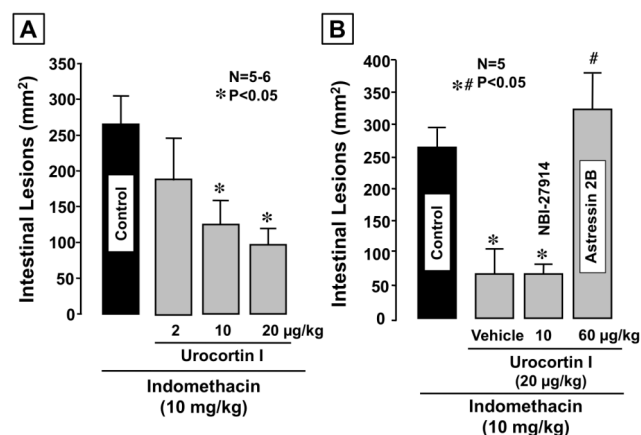 A
Intestinal Lesions (mm2)
350
300
250
200
150
100
50
0
N=5-6
* P<0.05
Control
*
*
2 10 20 µg/kg
Urocortin I
Indomethacin
(10 mg/kg)
B
Intestinal Lesions (mm2)
400
350
300
250
200
150
100
50
0
N=5
*# P<0.05
#
Control
*
*
NBI-27914
Astressin 2B
Vehicle 10 60 µg/kg
Urocortin I
(20 µg/kg)
Indomethacin
(10 mg/kg)